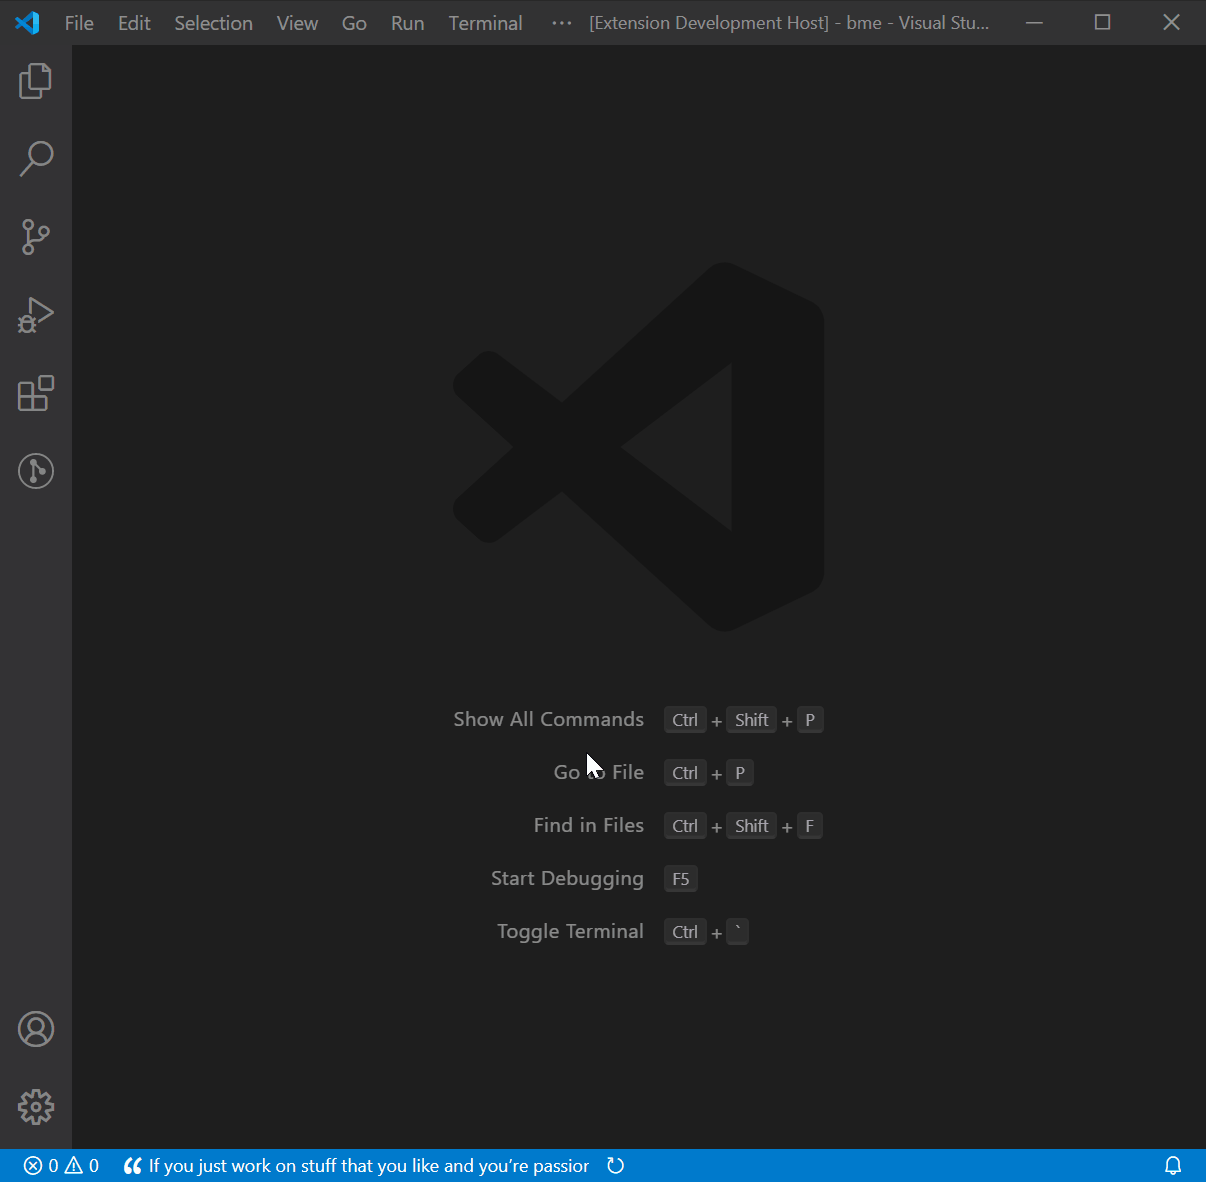 File Edit Selection View Go Run Terminal ··· [Extension Development Host] - bme - Visual Stu...
Show All Commands Ctrl + Shift + P
Go to File Ctrl + P
Find in Files Ctrl + Shift + F
Start Debugging F5
Toggle Terminal Ctrl + `
0 0 “ If you just work on stuff that you like and you’re passior